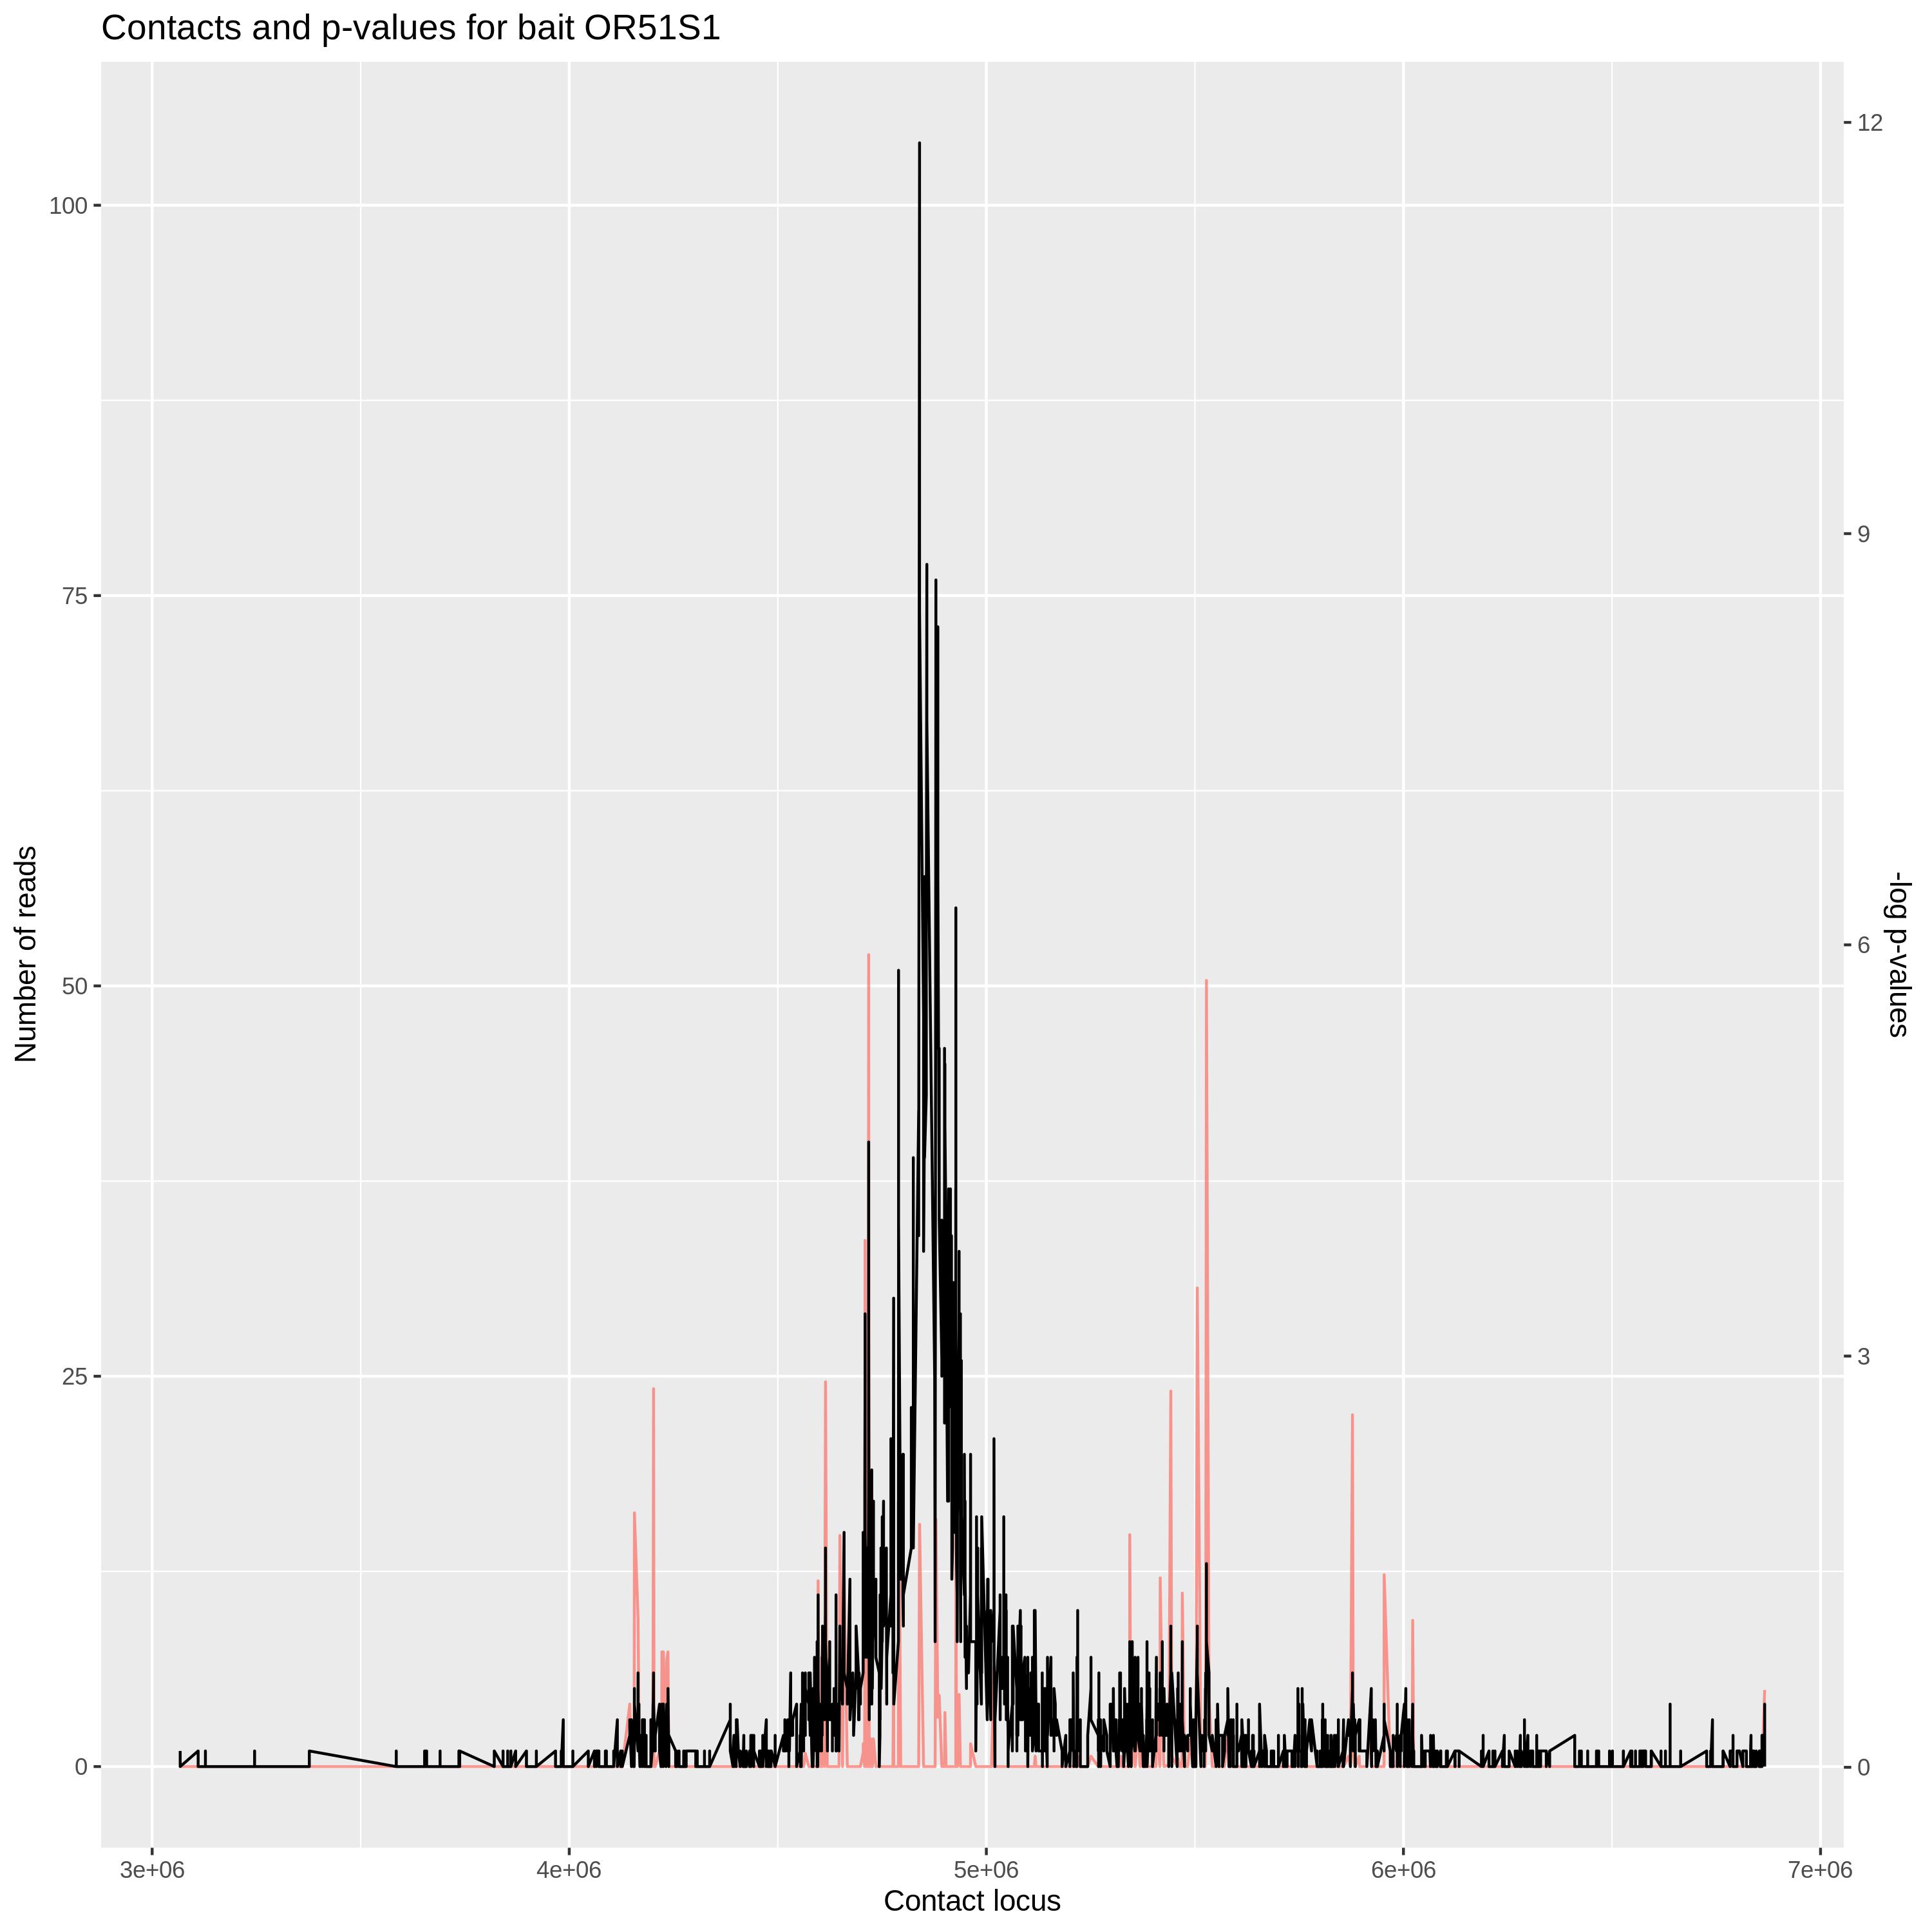 Contacts and p-values for bait OR51S1
Number of reads
100
75
50
25
0
12
9
6
3
0
-log p-values
3e+06
4e+06
5e+06
6e+06
7e+06
Contact locus